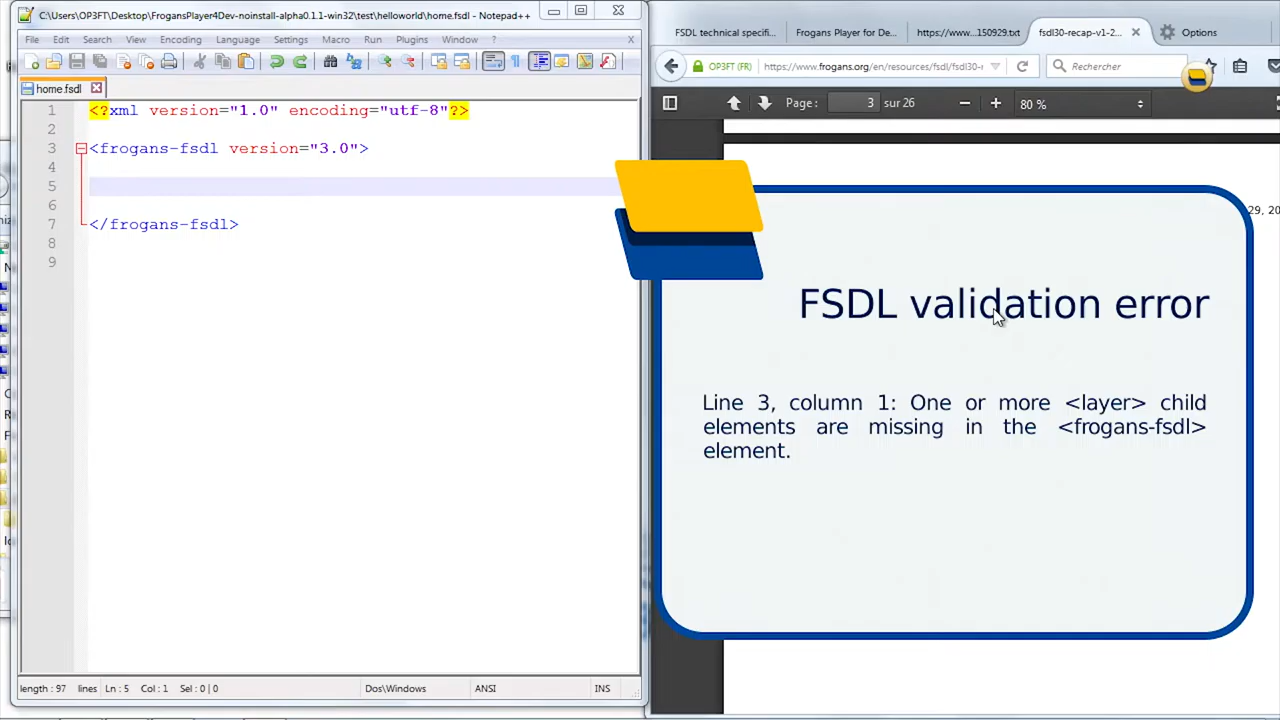 C:\Users\OP3FT\Desktop\FrogansPlayer4Dev-noinstall-alpha0.1.1-win32\test\helloworld\home.fsdl - Notepad++
File Edit Search View Encoding Language Settings Macro Run Plugins Window ? X
home.fsdl
1 <?xml version="1.0" encoding="utf-8"?>
2
3 <frogans-fsdl version="3.0">
4
5
6
7 </frogans-fsdl>
8
9
length : 97 lines Ln : 5 Col : 1 Sel : 0 | 0 Dos\Windows ANSI INS
FSDL technical specifi... Frogans Player for De... https://www...150929.txt fsdl30-recap-v1-2... Options
OP3FT (FR) https://www.frogans.org/en/resources/fsdl/fsdl30- Rechercher
Page : 3 sur 26 80 %
29, 20
FSDL validation error
Line 3, column 1: One or more <layer> child
elements are missing in the <frogans-fsdl>
element.